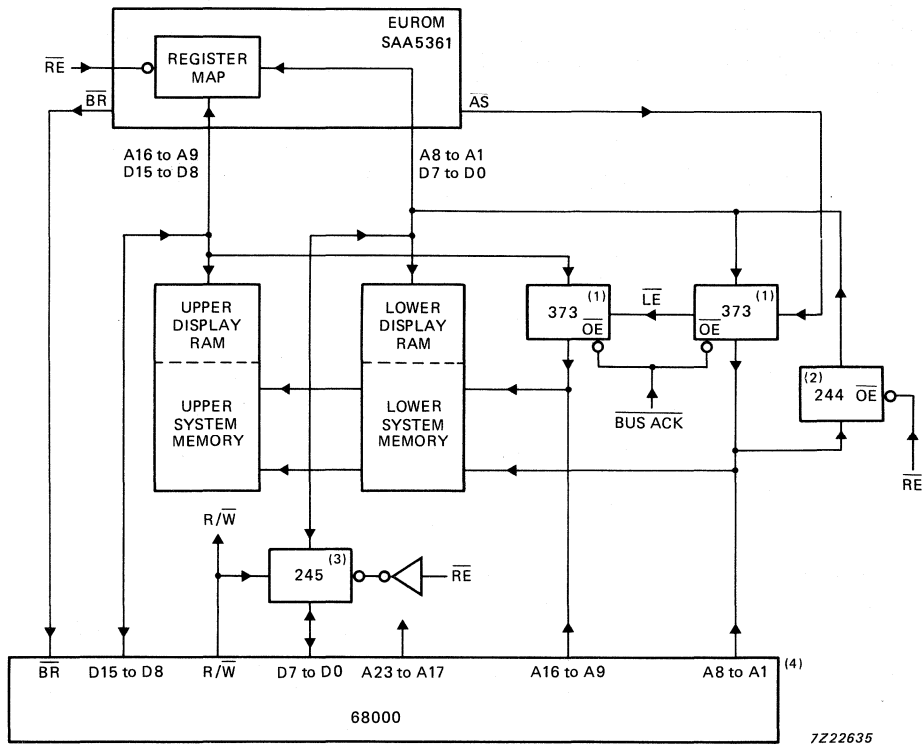 EUROM
SAA5361
REGISTER
MAP
RE
BR
AS
A16 to A9
D15 to D8
A8 to A1
D7 to D0
UPPER
DISPLAY
RAM
LOWER
DISPLAY
RAM
373
(1)
OE
LE
373
(1)
OE
UPPER
SYSTEM
MEMORY
LOWER
SYSTEM
MEMORY
BUS ACK
(2)
244 OE
RE
R/W
245
(3)
RE
BR
D15 to D8
R/W
D7 to D0
A23 to A17
A16 to A9
A8 to A1
(4)
68000
7Z22635